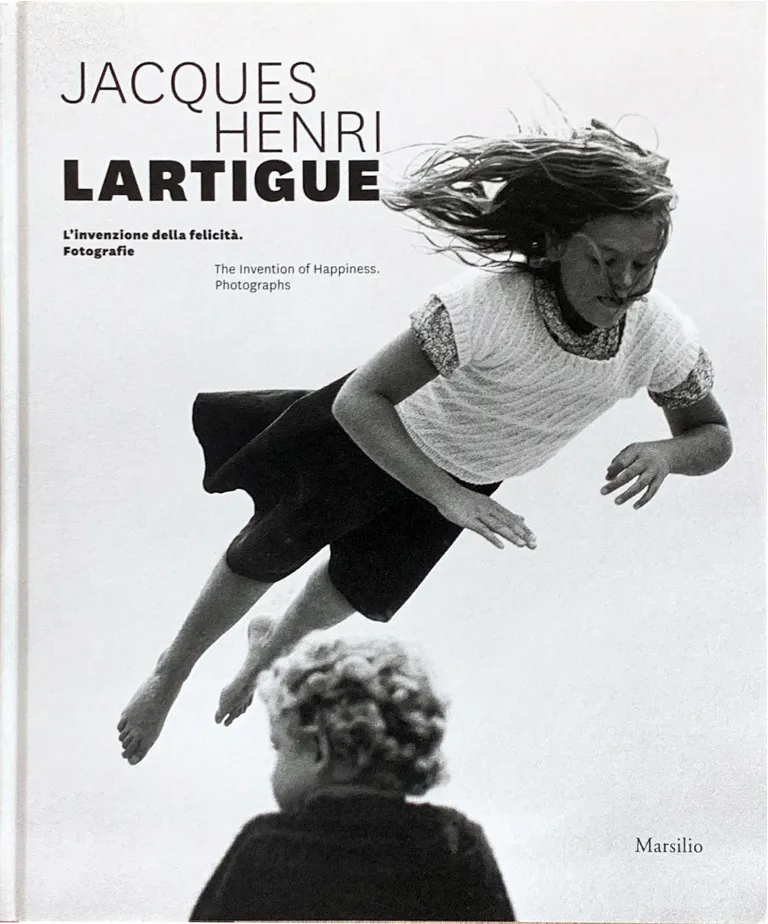 JACQUES
HENRI
LARTIGUE
L'invenzione della felicità.
Fotografie
The Invention of Happiness.
Photographs
Marsilio